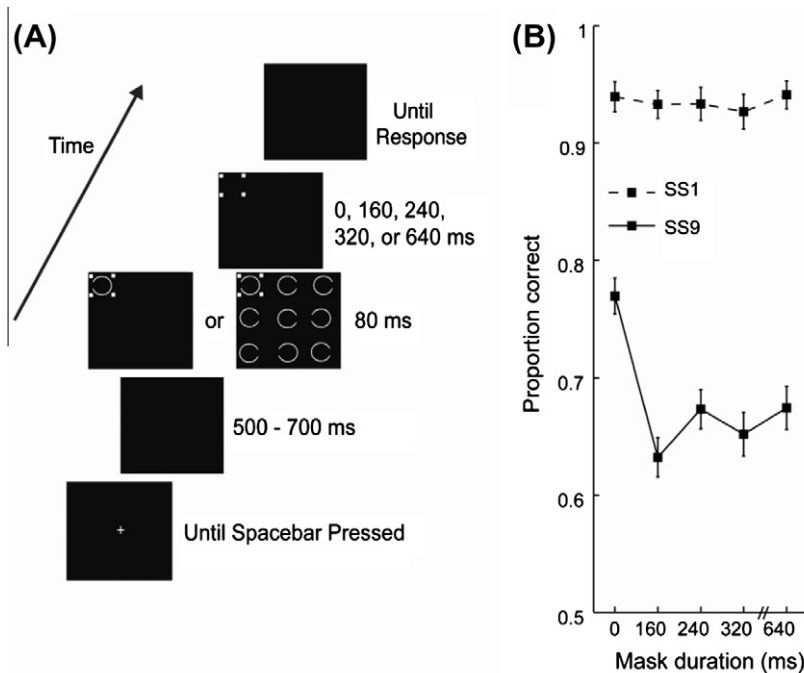 (A)
Time
Until
Response
0, 160, 240,
320, or 640 ms
or
80 ms
500 - 700 ms
+
Until Spacebar Pressed
(B)
1
0.9
0.8
0.7
0.6
0.5
Proportion correct
SS1
SS9
0 160 240 320 640
Mask duration (ms)